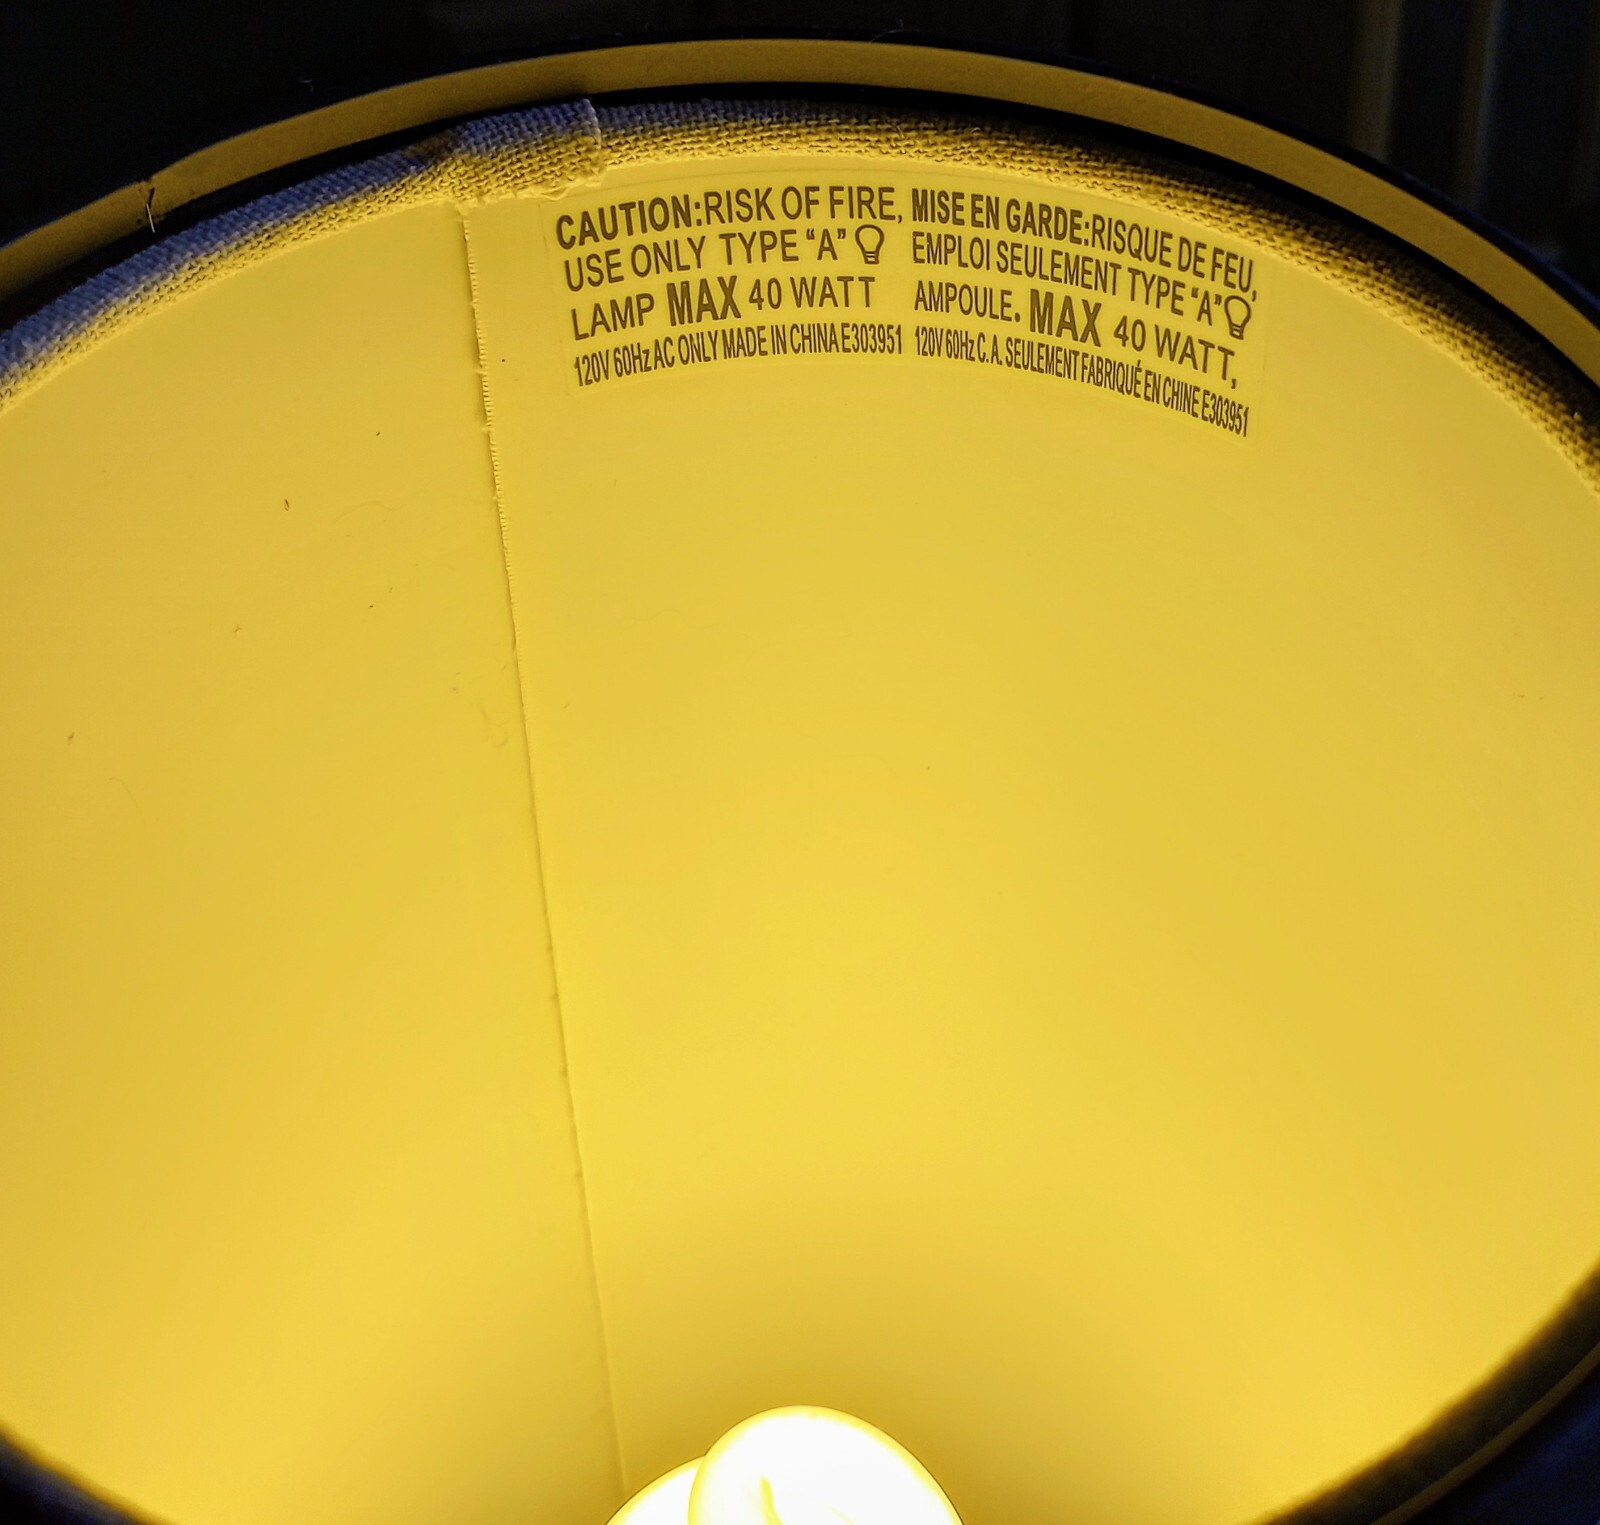 CAUTION:RISK OF FIRE,
USE ONLY TYPE “A”
LAMP MAX 40 WATT
120V 60Hz AC ONLY MADE IN CHINA E303951
MISE EN GARDE:RISQUE DE FEU,
EMPLOI SEULEMENT TYPE “A”
AMPOULE. MAX 40 WATT,
120V 60Hz C.A. SEULEMENT FABRIQUÉ EN CHINE E303951